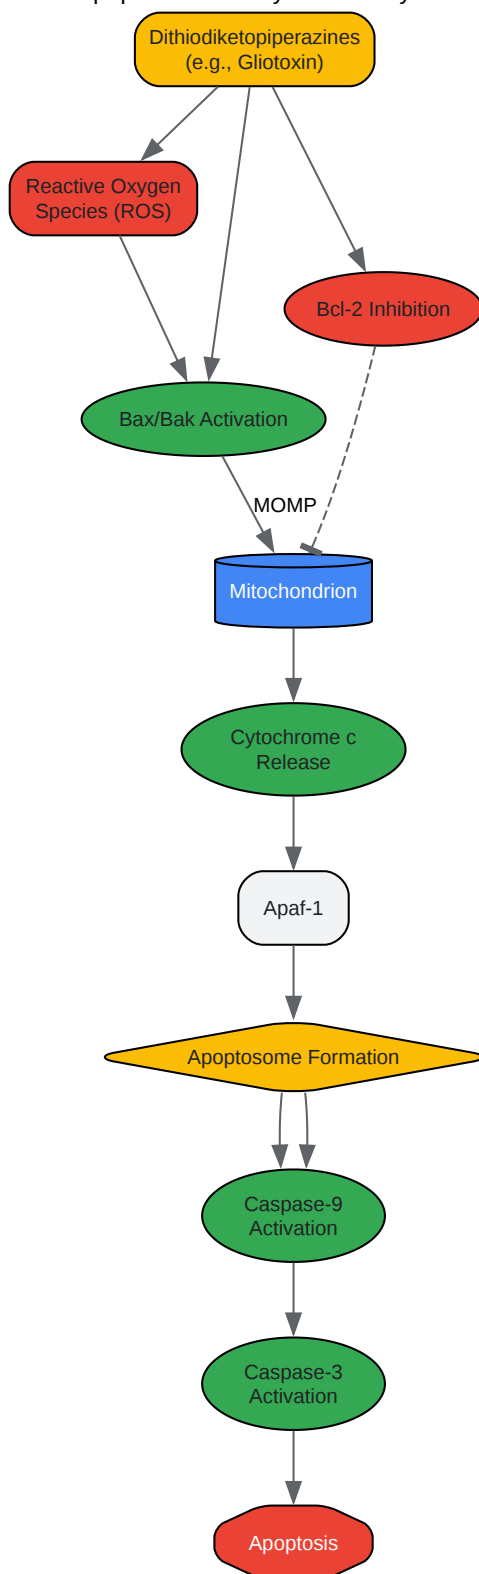 Dithiodiketopiperazines
(e.g., Gliotoxin)
Reactive Oxygen
Species (ROS)
Bcl-2 Inhibition
Bax/Bak Activation
MOMP
Mitochondrion
Cytochrome c
Release
Apaf-1
Apoptosome Formation
Caspase-9
Activation
Caspase-3
Activation
Apoptosis